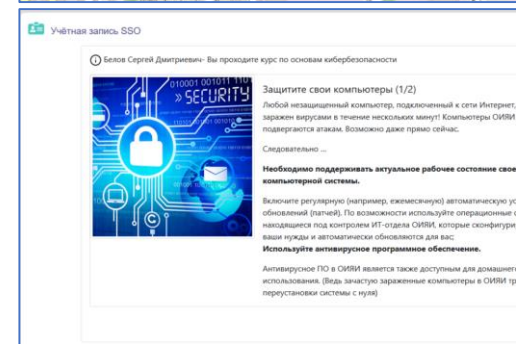 Учётная запись SSO
Белов Сергей Дмитриевич- Вы проходите курс по основам кибербезопасности
» SECURITY
Защитите свои компьютеры (1/2)
Любой незащищенный компьютер, подключенный к сети Интернет,
заражен вирусами в течение нескольких минут! Компьютеры ОИЯИ
подвергаются атакам. Возможно даже прямо сейчас.
Следовательно ...
Необходимо поддерживать актуальное рабочее состояние свое
компьютерной системы.
Включите регулярную (например, ежемесячную) автоматическую ус
обновлений (патчей). По возможности используйте операционные с
находящиеся под контролем ИТ-отдела ОИЯИ, которые сконфигури
ваши нужды и автоматически обновляются для вас;
Используйте антивирусное программное обеспечение.
Антивирусное ПО в ОИЯИ является также доступным для домашнег
использования. (Ведь зачастую зараженные компьютеры в ОИЯИ тр
переустановки системы с нуля)